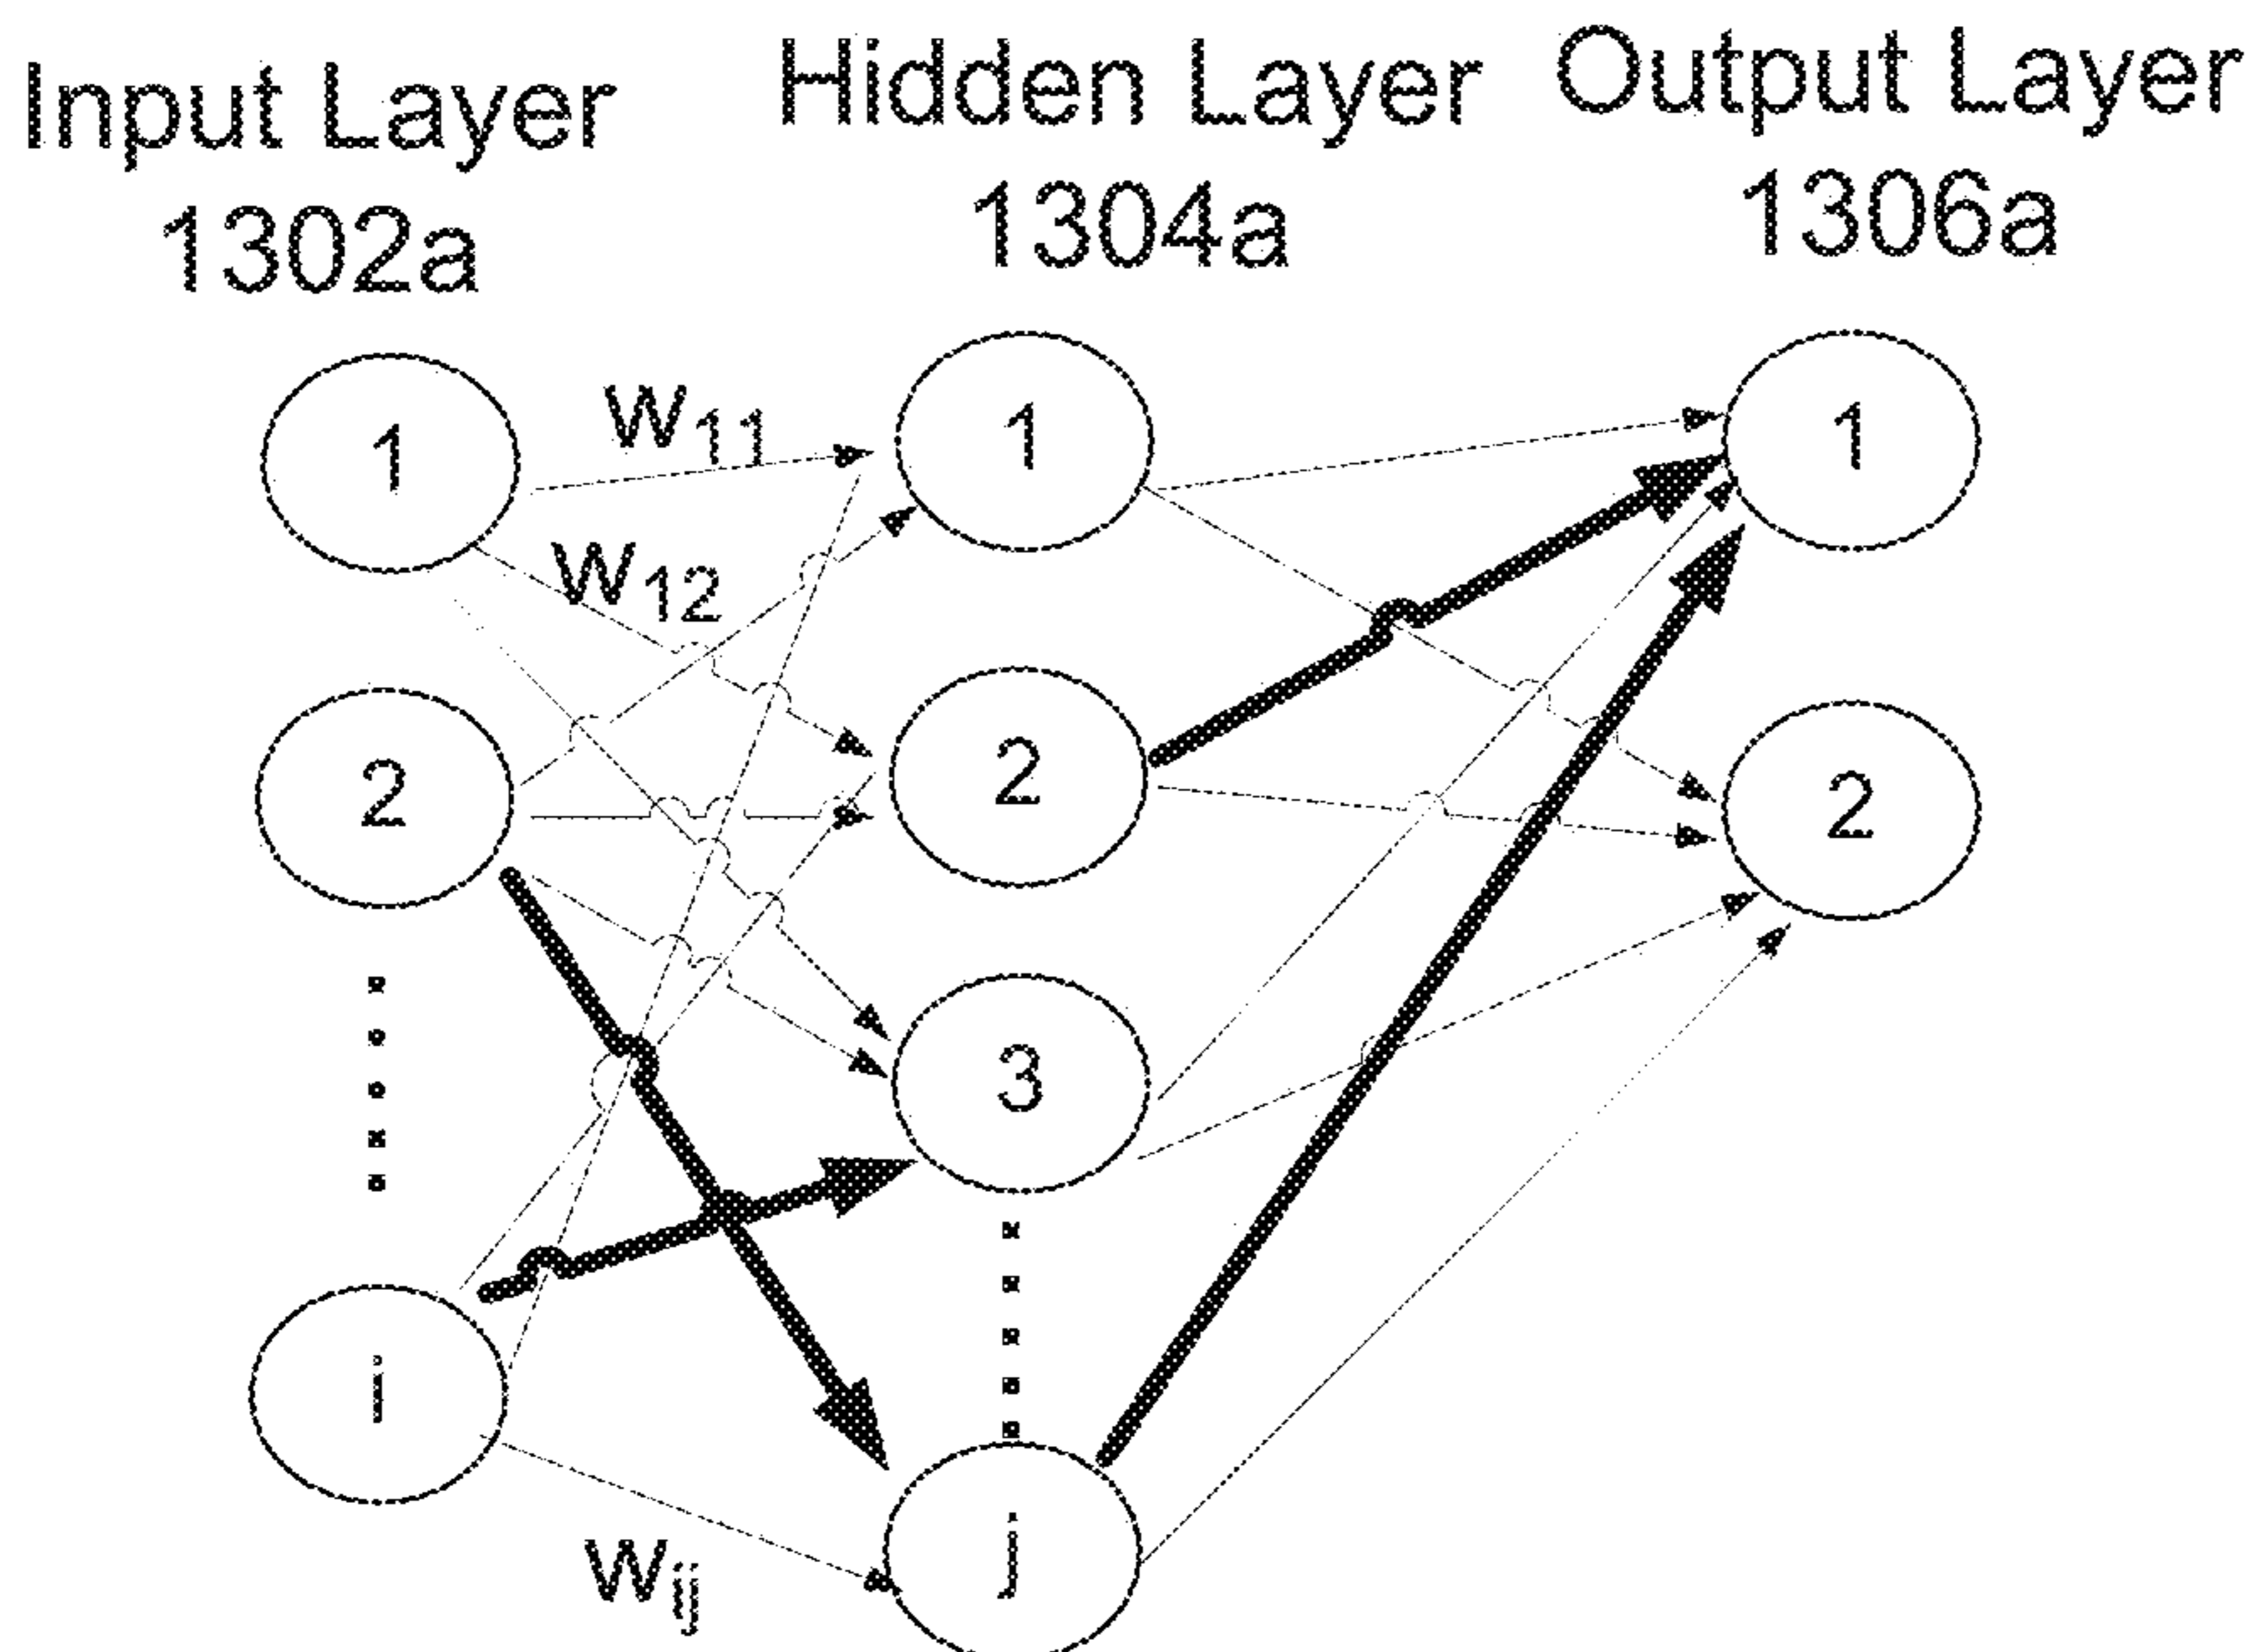 Input Layer
1302a
Hidden Layer
1304a
Output Layer
1306a
1
w11
1
1
w12
2
2
2
3
i
j
wij